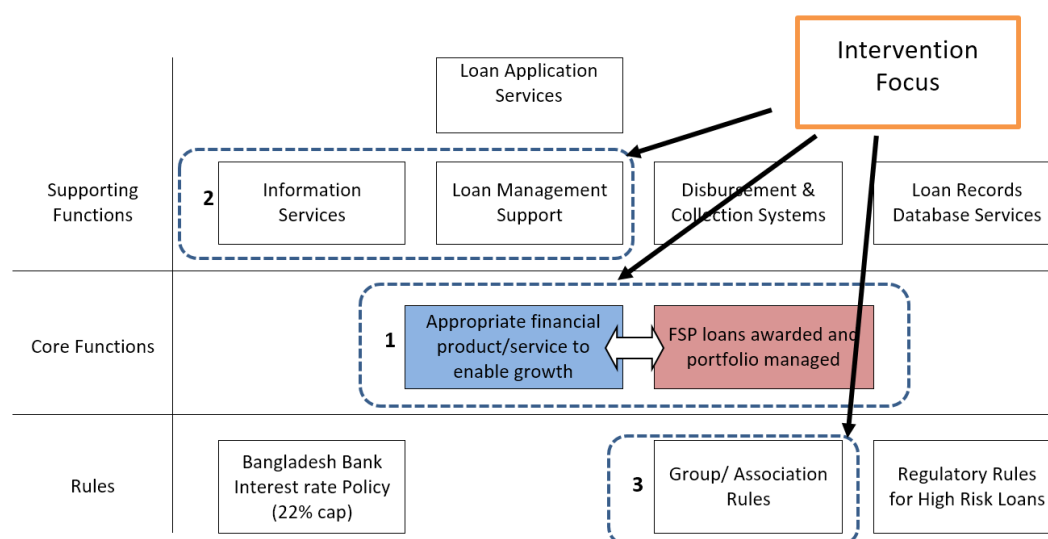 Intervention
Focus
Loan Application
Services
Supporting
Functions
2
Information
Services
Loan Management
Support
Disbursement &
Collection Systems
Loan Records
Database Services
Core Functions
1
Appropriate financial
product/service to
enable growth
FSP loans awarded and
portfolio managed
Rules
Bangladesh Bank
Interest rate Policy
(22% cap)
3
Group/ Association
Rules
Regulatory Rules
for High Risk Loans